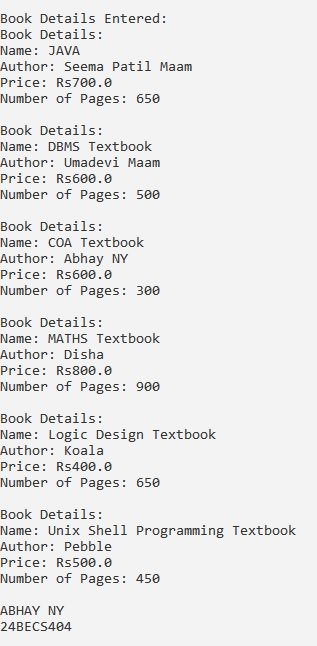 Book Details Entered:
Book Details:
Name: JAVA
Author: Seema Patil Maam
Price: Rs700.0
Number of Pages: 650
Book Details:
Name: DBMS Textbook
Author: Umadevi Maam
Price: Rs600.0
Number of Pages: 500
Book Details:
Name: COA Textbook
Author: Abhay NY
Price: Rs600.0
Number of Pages: 300
Book Details:
Name: MATHS Textbook
Author: Disha
Price: Rs800.0
Number of Pages: 900
Book Details:
Name: Logic Design Textbook
Author: Koala
Price: Rs400.0
Number of Pages: 650
Book Details:
Name: Unix Shell Programming Textbook
Author: Pebble
Price: Rs500.0
Number of Pages: 450
ABHAY NY
24BECS404